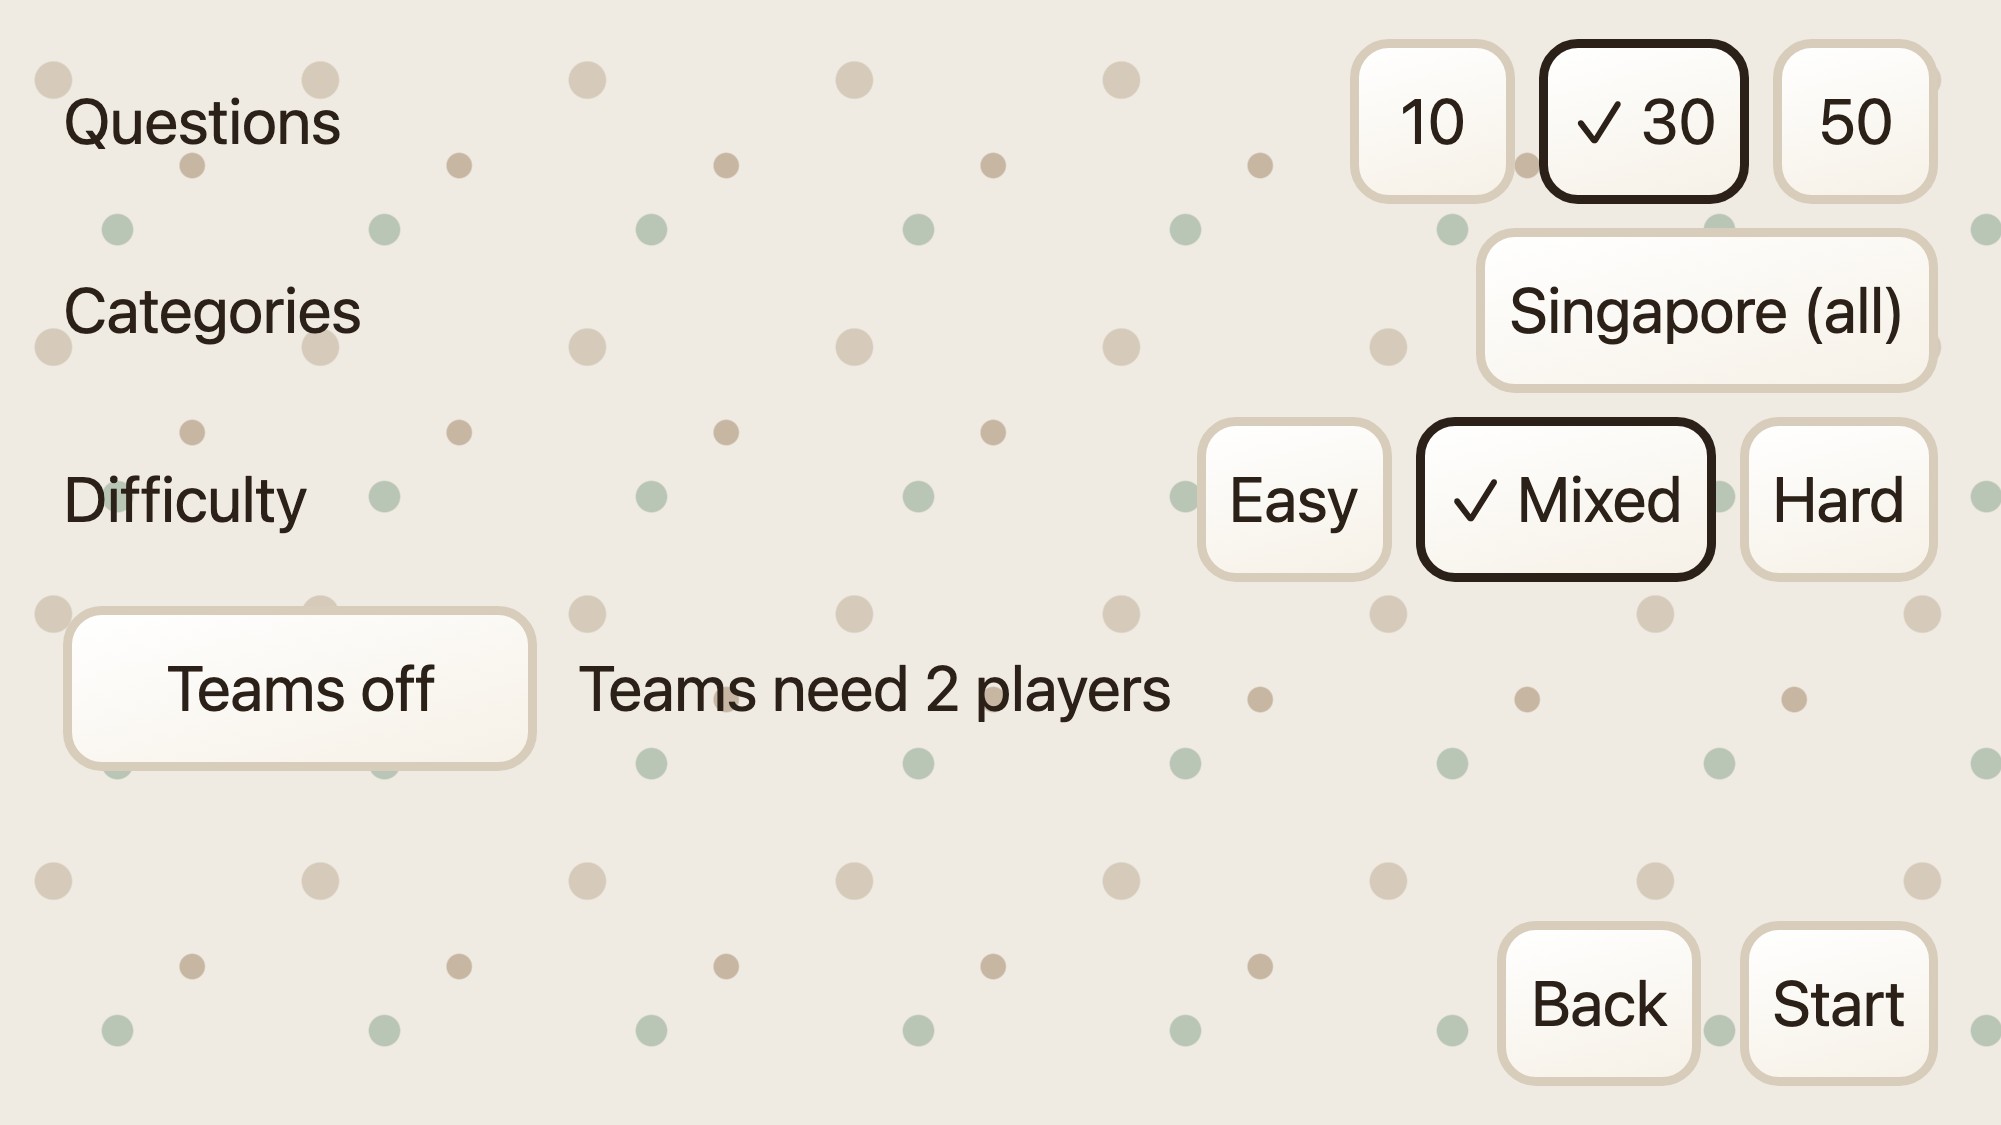 Questions 10 ✓ 30 50
Categories Singapore (all)
Difficulty Easy ✓ Mixed Hard
Teams off Teams need 2 players
Back Start